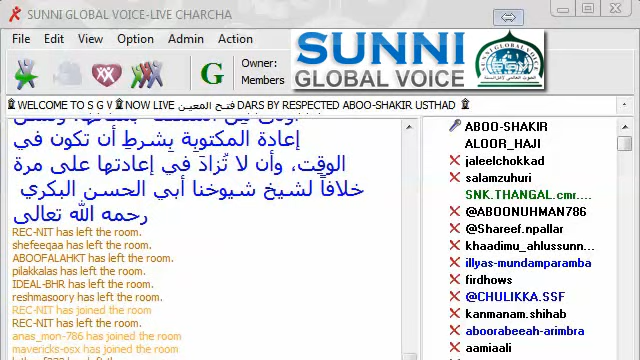 SUNNI GLOBAL VOICE-LIVE CHARCHA
File Edit View Option Admin Action
G Owner:
Members
SUNNI
GLOBAL VOICE
WELCOME TO S G V NOW LIVE فتح المعين DARS BY RESPECTED ABOO-SHAKIR USTHAD
إعادة المكتوبة بِشرطِ أن تكون في
الوقت، وأن لا تُزادَ في إعادتها على مرة
خلافاً لشيخ شيوخنا أبي الحسن البكري
رحمه الله تعالى
REC-NIT has left the room.
shefeeqaa has left the room.
ABOOFALAHKT has left the room.
pilakkalas has left the room.
IDEAL-BHR has left the room.
reshmasoory has left the room.
REC-NIT has joined the room
REC-NIT has left the room.
anas_mon-786 has joined the room
mavericks-osx has joined the room
ABOO-SHAKIR
ALOOR_HAJI
jaleelchokkad
salamzuhuri
SNK.THANGAL.cmr....
@ABOONUHMAN786
@Shareef.npallar
khaadimu_ahlussunn...
illyas-mundamparamba
firdhows
@CHULIKKA.SSF
kanmanam.shihab
aboorabeeah-arimbra
aamiaali